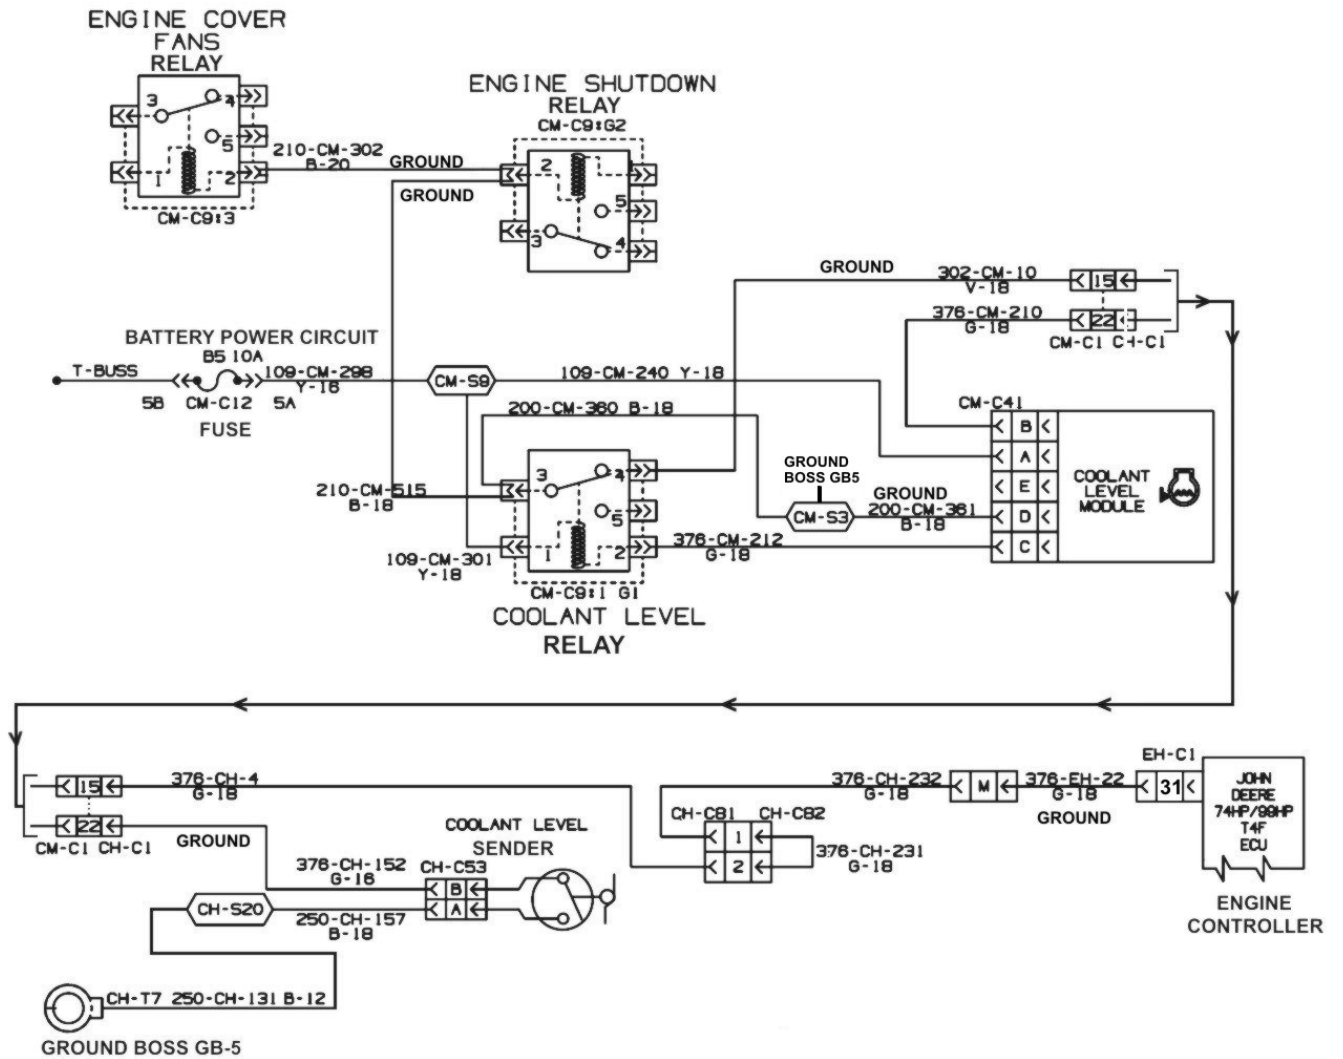 ENGINE COVER
FANS
RELAY
3
4
5
1
2
CM-C9:3
210-CM-302
B-20
GROUND
GROUND
ENGINE SHUTDOWN
RELAY
CM-C9:G2
2
1
5
3
4
GROUND
302-CM-10
V-18
15
376-CM-210
G-18
22
CM-C1 CH-C1
BATTERY POWER CIRCUIT
B5 10A
T-BUSS
109-CM-298
Y-16
5B CM-C12 5A
FUSE
CM-S9
109-CM-240 Y-18
200-CM-360 B-18
CM-C41
B
A
E
D
C
COOLANT
LEVEL
MODULE
GROUND
BOSS GB5
CM-S3
GROUND
200-CM-361
B-18
210-CM-515
B-18
3
4
5
1
2
109-CM-301
Y-18
376-CM-212
G-18
CM-C9:1 G1
COOLANT LEVEL
RELAY
15
376-CH-4
G-18
22
CM-C1 CH-C1
GROUND
COOLANT LEVEL
SENDER
376-CH-152
G-16
CH-C53
B
A
CH-S20
250-CH-157
B-18
CH-T7 250-CH-131 B-12
GROUND BOSS GB-5
CH-C81 CH-C82
1
2
376-CH-231
G-18
376-CH-232
G-18
M
376-EH-22
G-18
GROUND
EH-C1
31
JOHN
DEERE
74HP/99HP
T4F
ECU
ENGINE
CONTROLLER